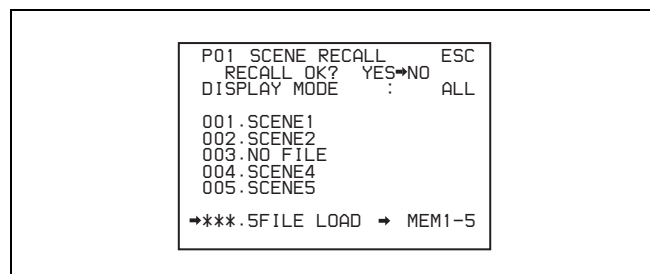 P01 SCENE RECALL ESC
RECALL OK? YES➔NO
DISPLAY MODE : ALL
001.SCENE1
002.SCENE2
003.NO FILE
004.SCENE4
005.SCENE5
➔***.5FILE LOAD ➔ MEM1-5